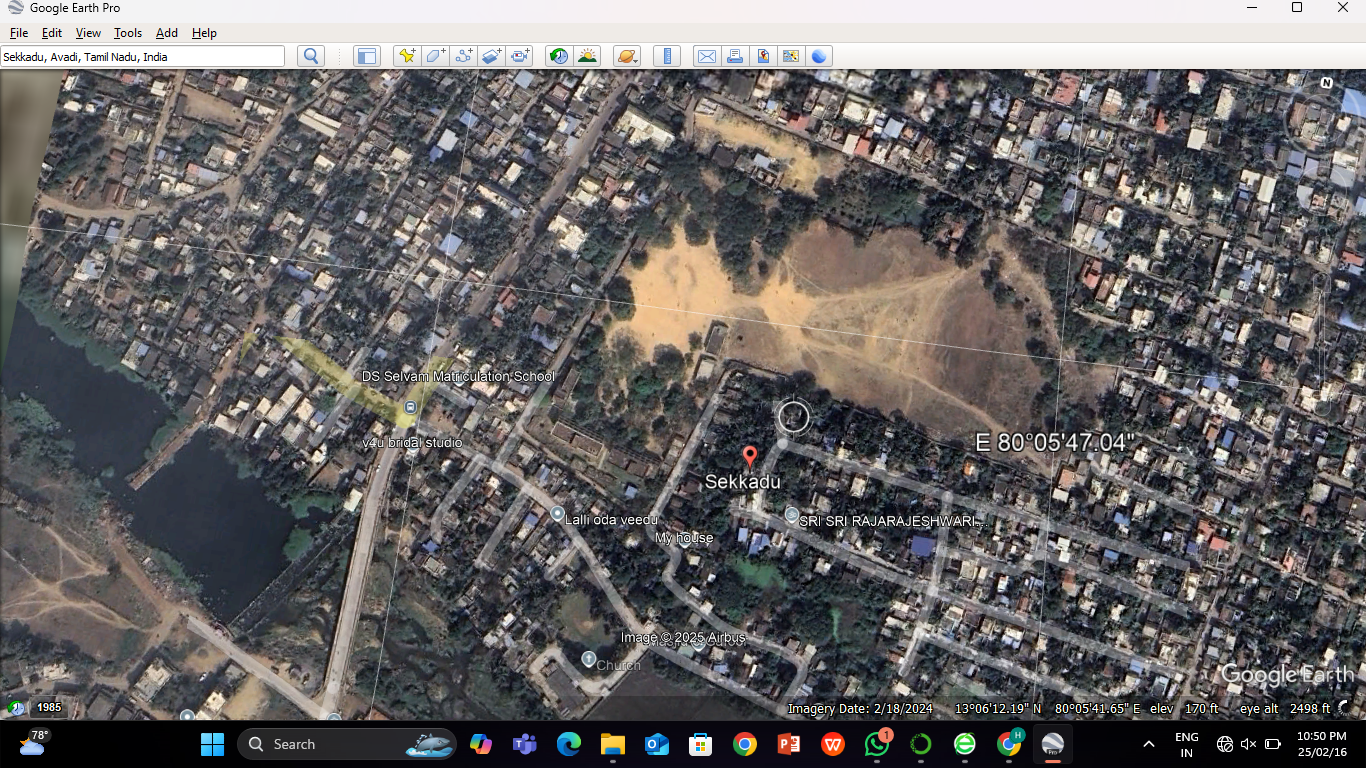 Google Earth Pro
File Edit View Tools Add Help
Sekkadu, Avadi, Tamil Nadu, India
N
DS Selvam Matriculation School
v4u bridal studio
E 80°05'47.04"
Sekkadu
Lalli oda veedu
SRI SRI RAJARAJESHWARI...
My house
Image © 2025 Airbus
Church
Google Earth
1985
Imagery Date: 2/18/2024 13°06'12.19" N 80°05'41.65" E elev 170 ft eye alt 2498 ft
78°
Search
1
H
Pro
ENG
IN
10:50 PM
25/02/16